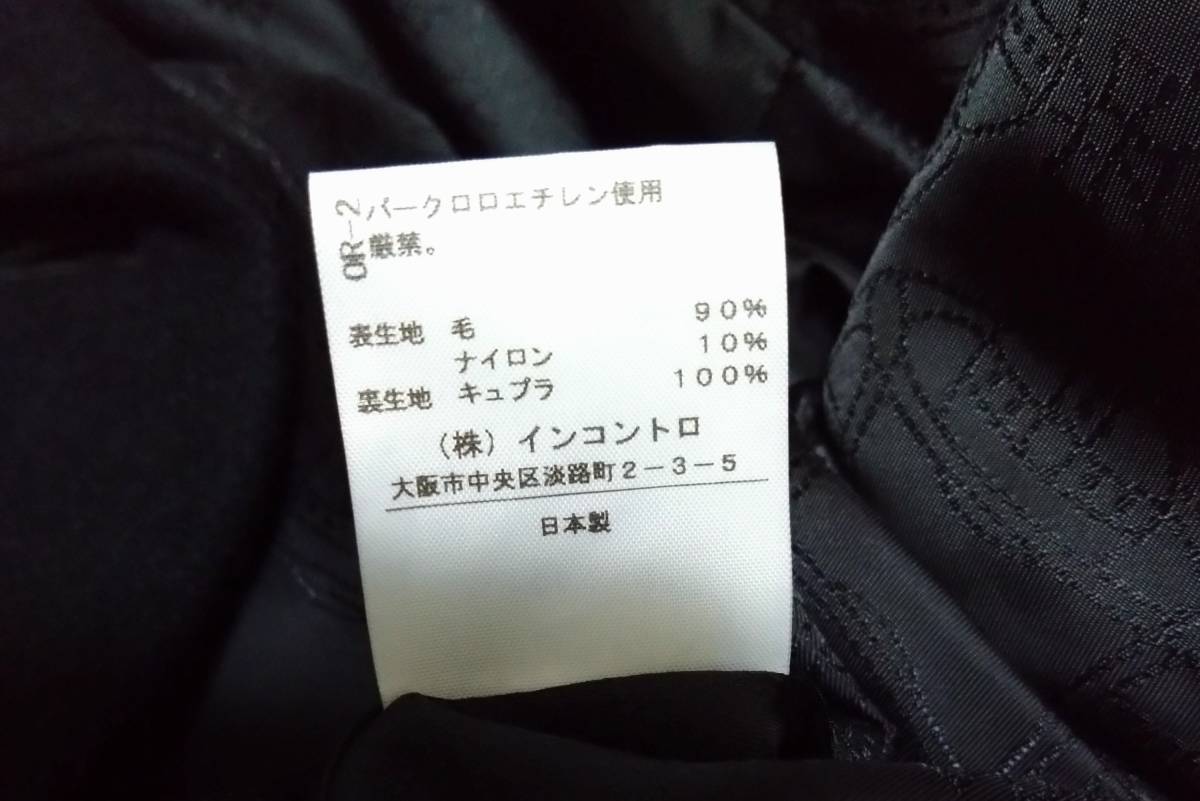 OR-2
パークロロエチレン使用
厳禁。
表生地 毛 90%
ナイロン 10%
裏生地 キュプラ 100%
(株)インコントロ
大阪市中央区淡路町2-3-5
日本製